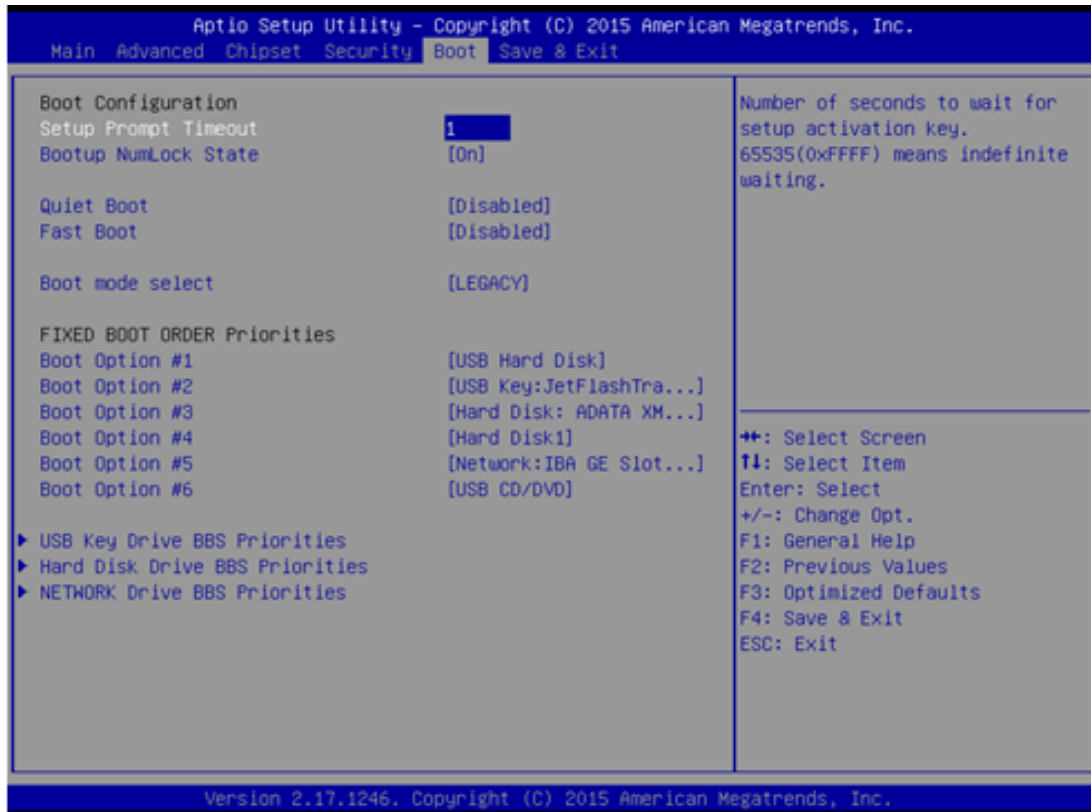 Aptio Setup Utility – Copyright (C) 2015 American Megatrends, Inc.
Main Advanced Chipset Security Boot Save & Exit
Boot Configuration
Setup Prompt Timeout 1
Bootup NumLock State [On]
Quiet Boot [Disabled]
Fast Boot [Disabled]
Boot mode select [LEGACY]
FIXED BOOT ORDER Priorities
Boot Option #1 [USB Hard Disk]
Boot Option #2 [USB Key:JetFlashTra...]
Boot Option #3 [Hard Disk: ADATA XM...]
Boot Option #4 [Hard Disk1]
Boot Option #5 [Network:IBA GE Slot...]
Boot Option #6 [USB CD/DVD]
▶ USB Key Drive BBS Priorities
▶ Hard Disk Drive BBS Priorities
▶ NETWORK Drive BBS Priorities
Number of seconds to wait for
setup activation key.
65535(0xFFFF) means indefinite
waiting.
→←: Select Screen
↑↓: Select Item
Enter: Select
+/-: Change Opt.
F1: General Help
F2: Previous Values
F3: Optimized Defaults
F4: Save & Exit
ESC: Exit
Version 2.17.1246. Copyright (C) 2015 American Megatrends, Inc.